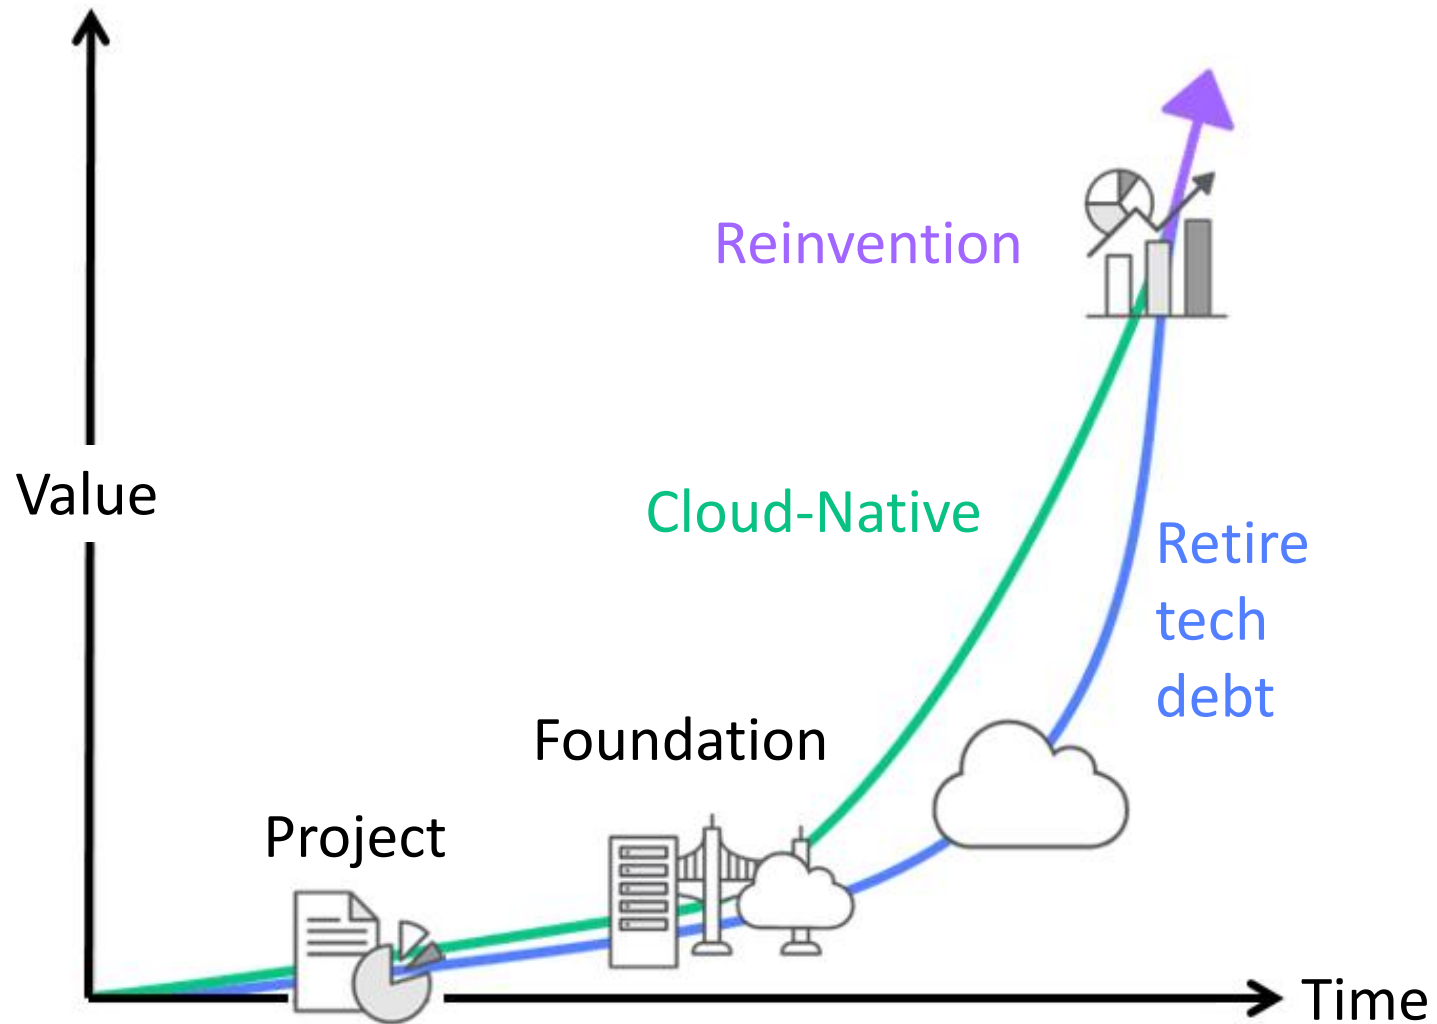 Reinvention
Value
Cloud-Native
Retire
tech
debt
Foundation
Project
Time